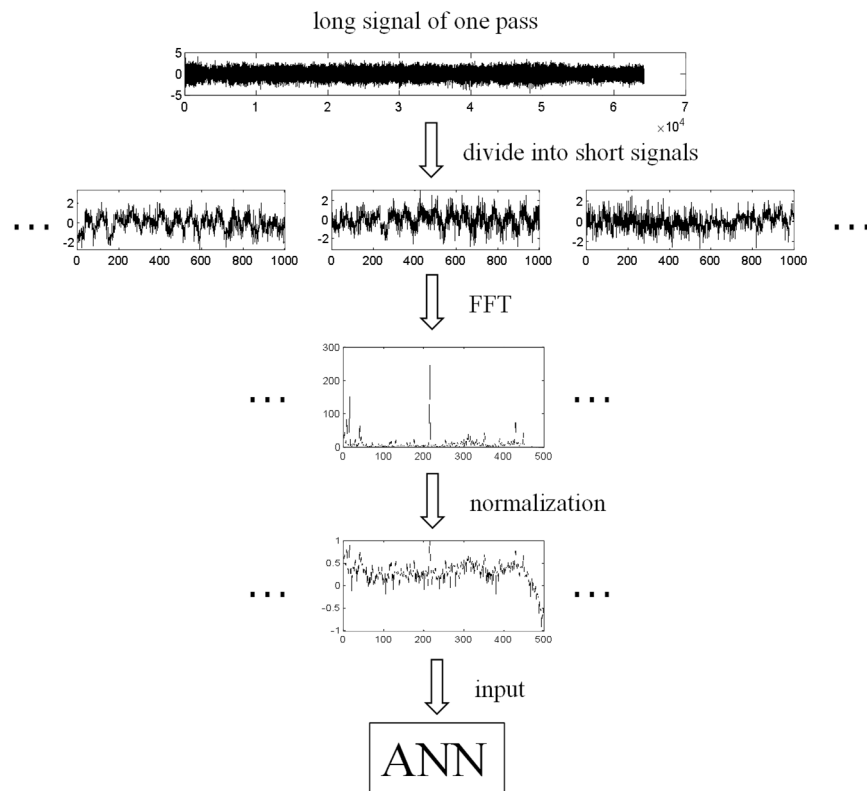 long signal of one pass
5
0
-5
0 1 2 3 4 5 6 7
×10⁴
divide into short signals
2
0
-2
0 200 400 600 800 1000
2
0
-2
0 200 400 600 800 1000
2
0
-2
0 200 400 600 800 1000
... ...
FFT
300
200
100
0
0 100 200 300 400 500
... ...
normalization
1
0.5
0
-0.5
-1
0 100 200 300 400 500
... ...
input
ANN